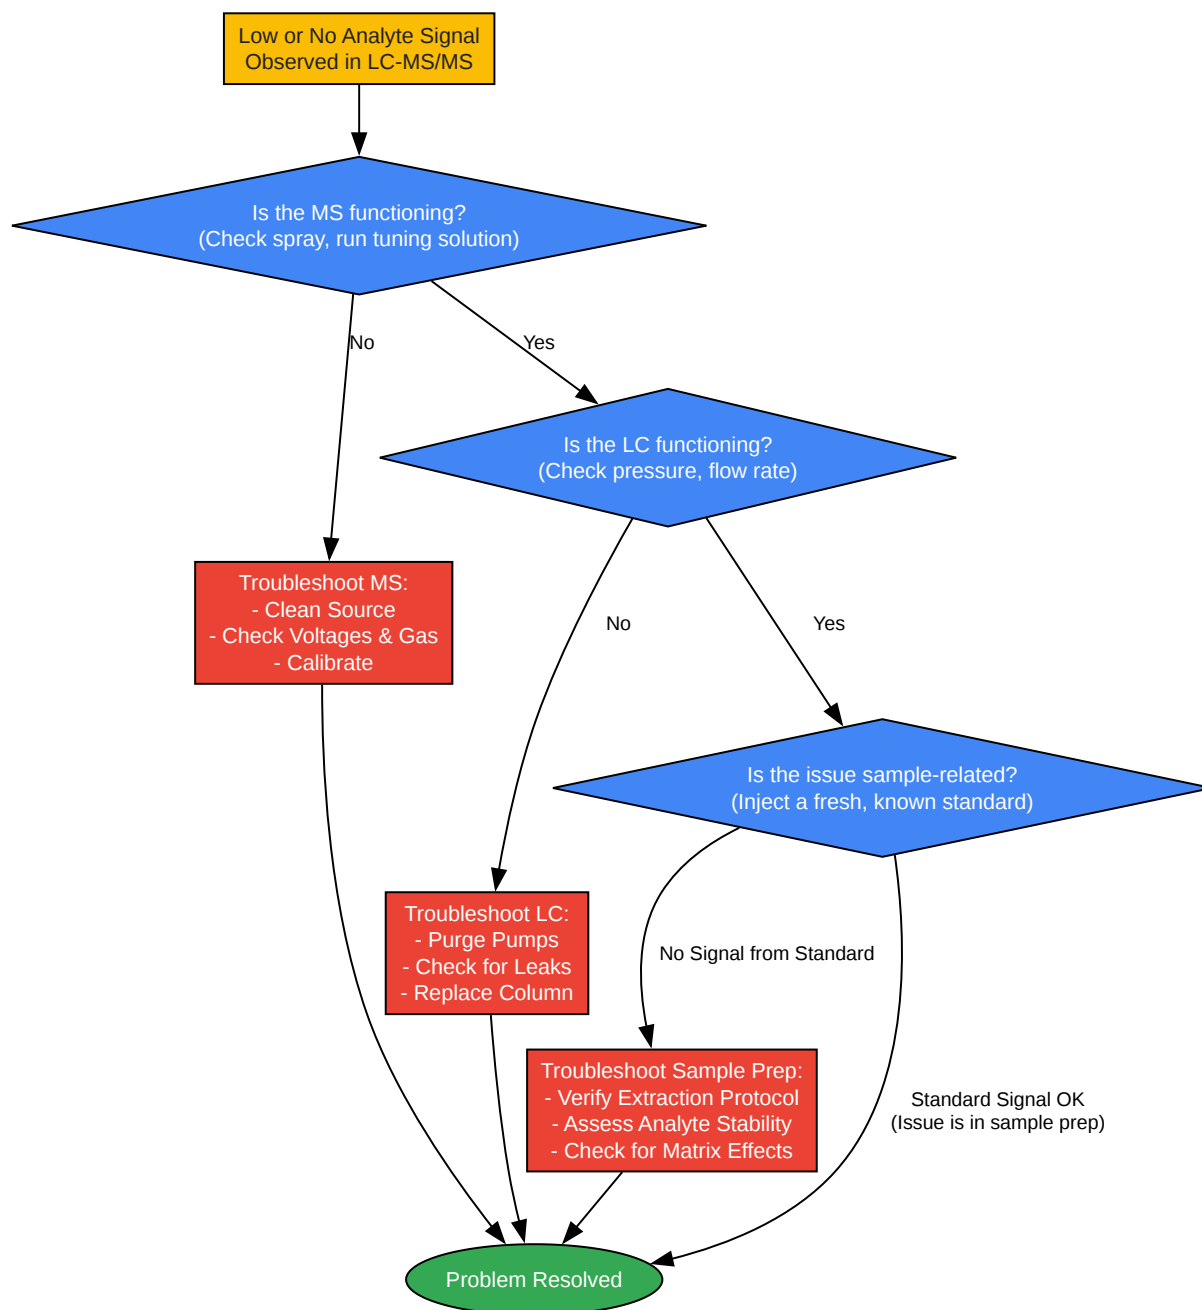 Low or No Analyte Signal
Observed in LC-MS/MS
Is the MS functioning?
(Check spray, run tuning solution)
No
Yes
Is the LC functioning?
(Check pressure, flow rate)
Troubleshoot MS:
- Clean Source
- Check Voltages & Gas
- Calibrate
No
Yes
Is the issue sample-related?
(Inject a fresh, known standard)
Troubleshoot LC:
- Purge Pumps
- Check for Leaks
- Replace Column
No Signal from Standard
Troubleshoot Sample Prep:
- Verify Extraction Protocol
- Assess Analyte Stability
- Check for Matrix Effects
Standard Signal OK
(Issue is in sample prep)
Problem Resolved